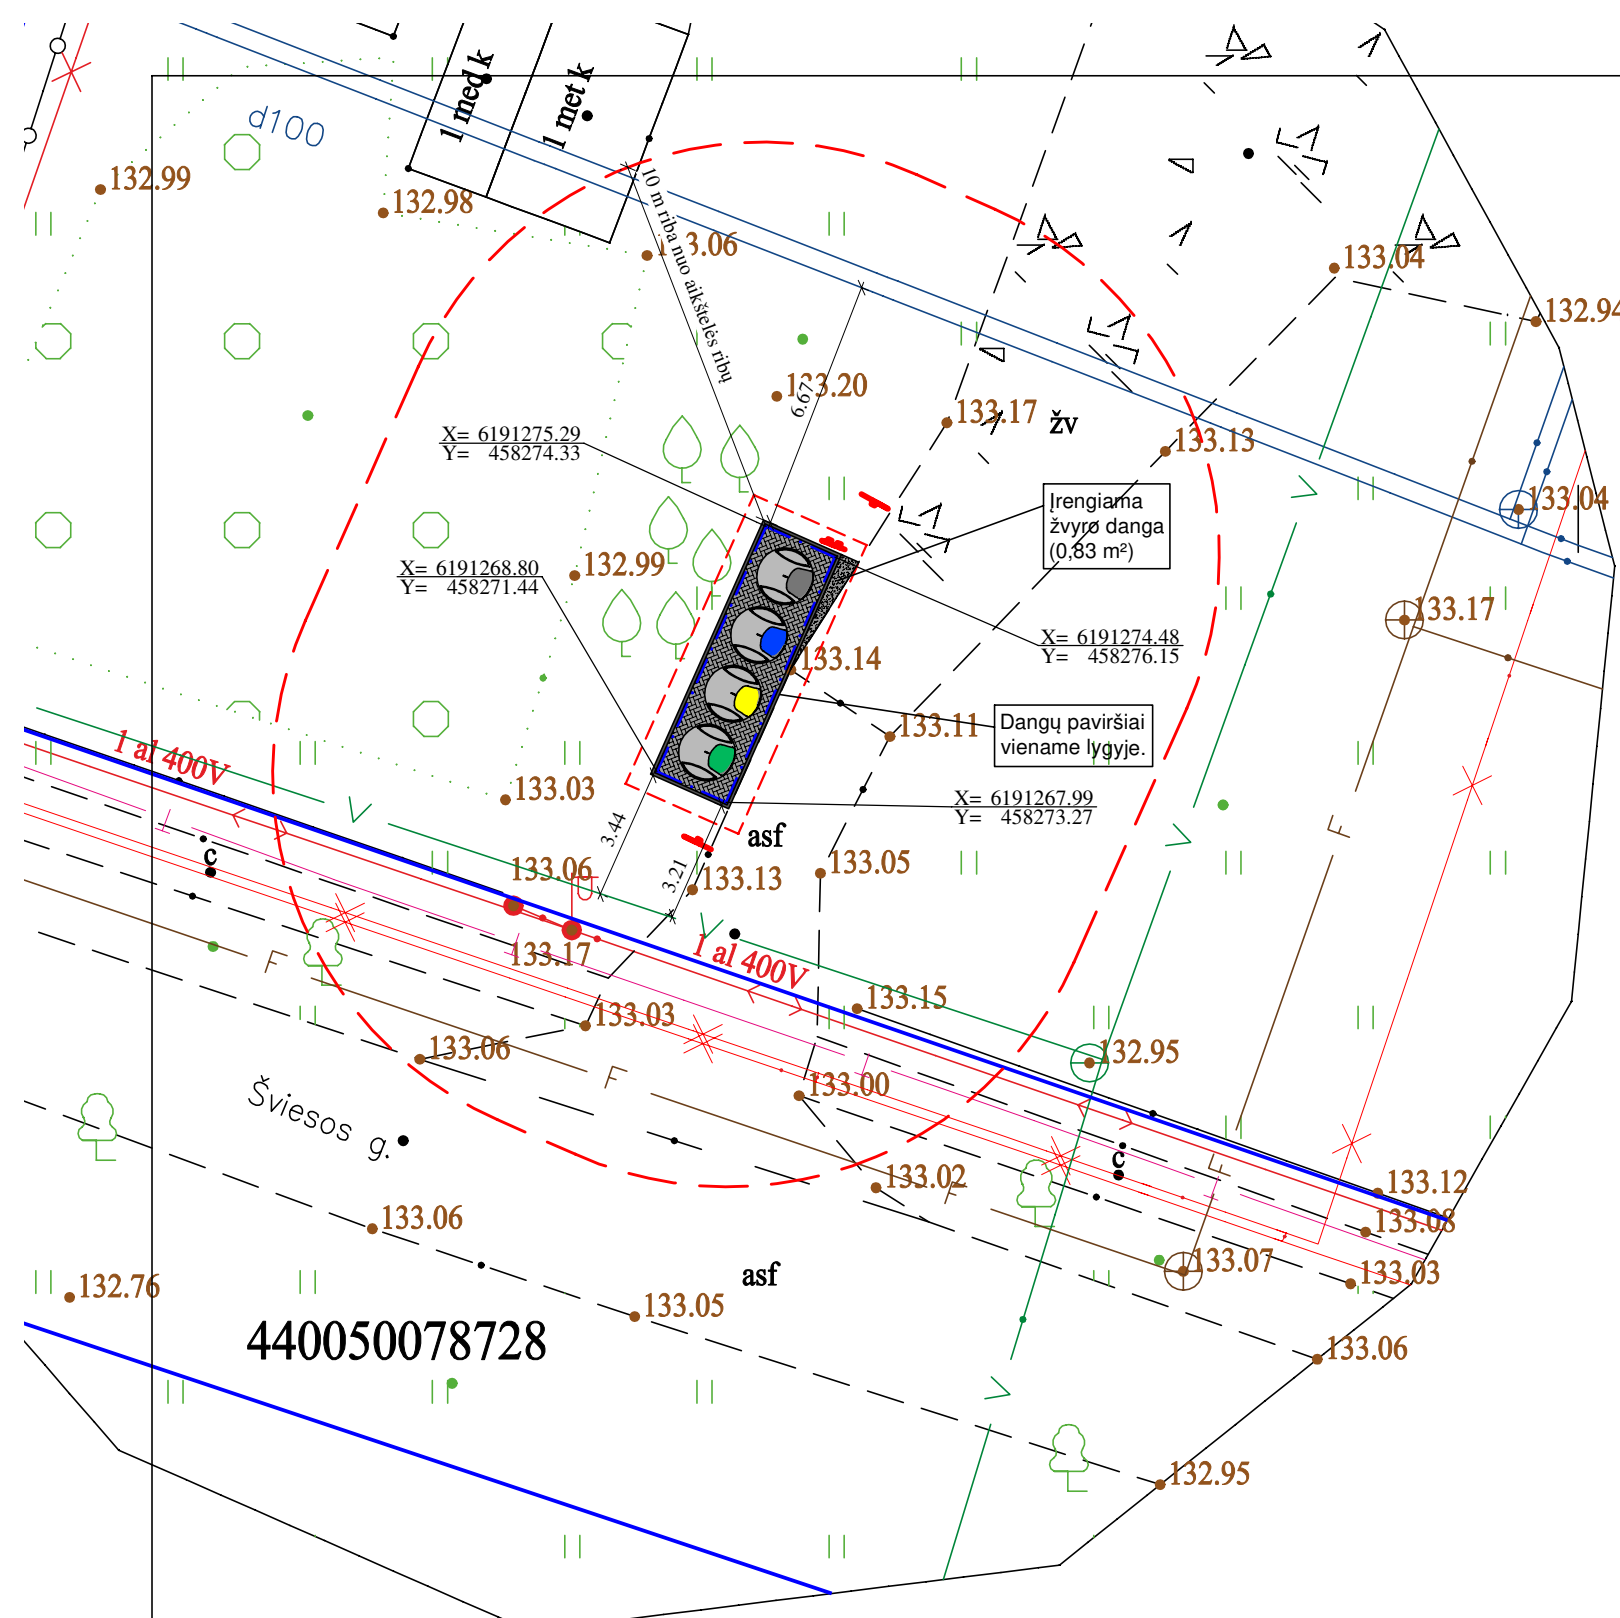 1 med k
1 met k
d100
132.99
132.98
10 m riba nuo aikštelės ribų
133.04
132.94
6.67
133.20
133.17
žv
133.13
X= 6191275.29
Y= 458274.33
Įrengiama
žvyro danga
(0,83 m²)
133.04
X= 6191268.80
Y= 458271.44
132.99
133.17
X= 6191274.48
Y= 458276.15
133.14
133.11
Dangų paviršiai
viename lygyje.
1 al 400V
V
133.03
X= 6191267.99
Y= 458273.27
3.44
asf
F
V
V
c
133.06
3.21
133.13
133.05
U
133.17
V
1 al 400V
F
133.15
133.03
133.06
F
132.95
133.00
Šviesos g.
c
133.02
F
F
133.12
133.06
133.08
133.07
132.76
asf
133.03
133.05
440050078728
133.06
V
132.95